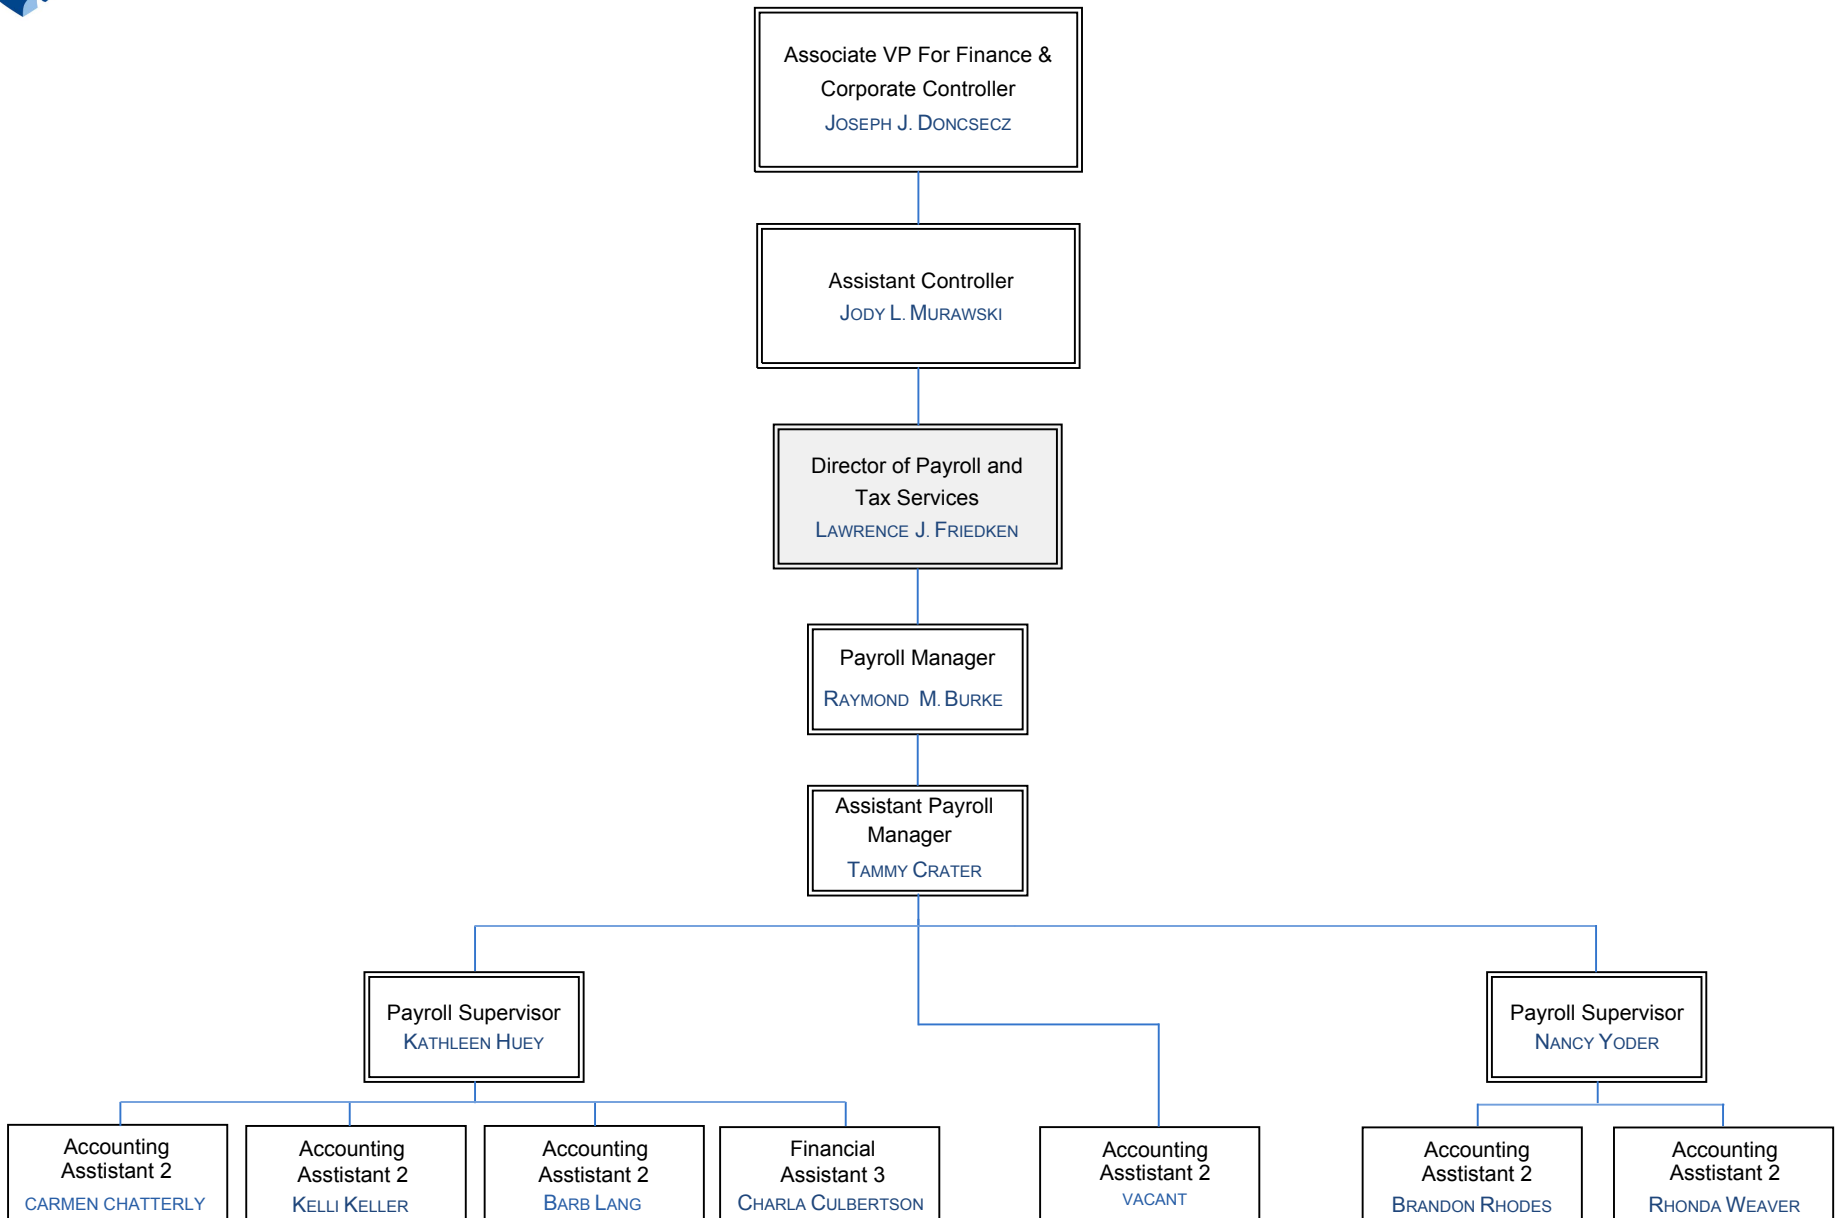 Associate VP For Finance &
Corporate Controller
JOSEPH J. DONCSECZ
Assistant Controller
JODY L. MURAWSKI
Director of Payroll and
Tax Services
LAWRENCE J. FRIEDKEN
Payroll Manager
RAYMOND M. BURKE
Assistant Payroll
Manager
TAMMY CRATER
Payroll Supervisor
KATHLEEN HUEY
Payroll Supervisor
NANCY YODER
Accounting
Asstistant 2
CARMEN CHATTERLY
Accounting
Asstistant 2
KELLI KELLER
Accounting
Asstistant 2
BARB LANG
Financial
Assistant 3
CHARLA CULBERTSON
Accounting
Asstistant 2
VACANT
Accounting
Asstistant 2
BRANDON RHODES
Accounting
Asstistant 2
RHONDA WEAVER